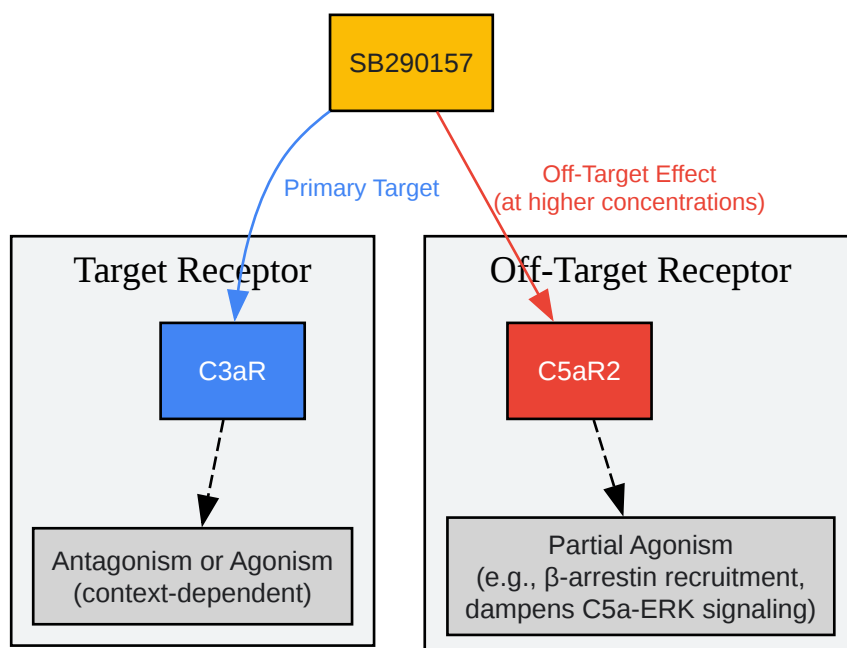 SB290157
Primary Target
Off-Target Effect
(at higher concentrations)
Target Receptor
Off-Target Receptor
C3aR
C5aR2
Antagonism or Agonism
(context-dependent)
Partial Agonism
(e.g., β-arrestin recruitment,
dampens C5a-ERK signaling)